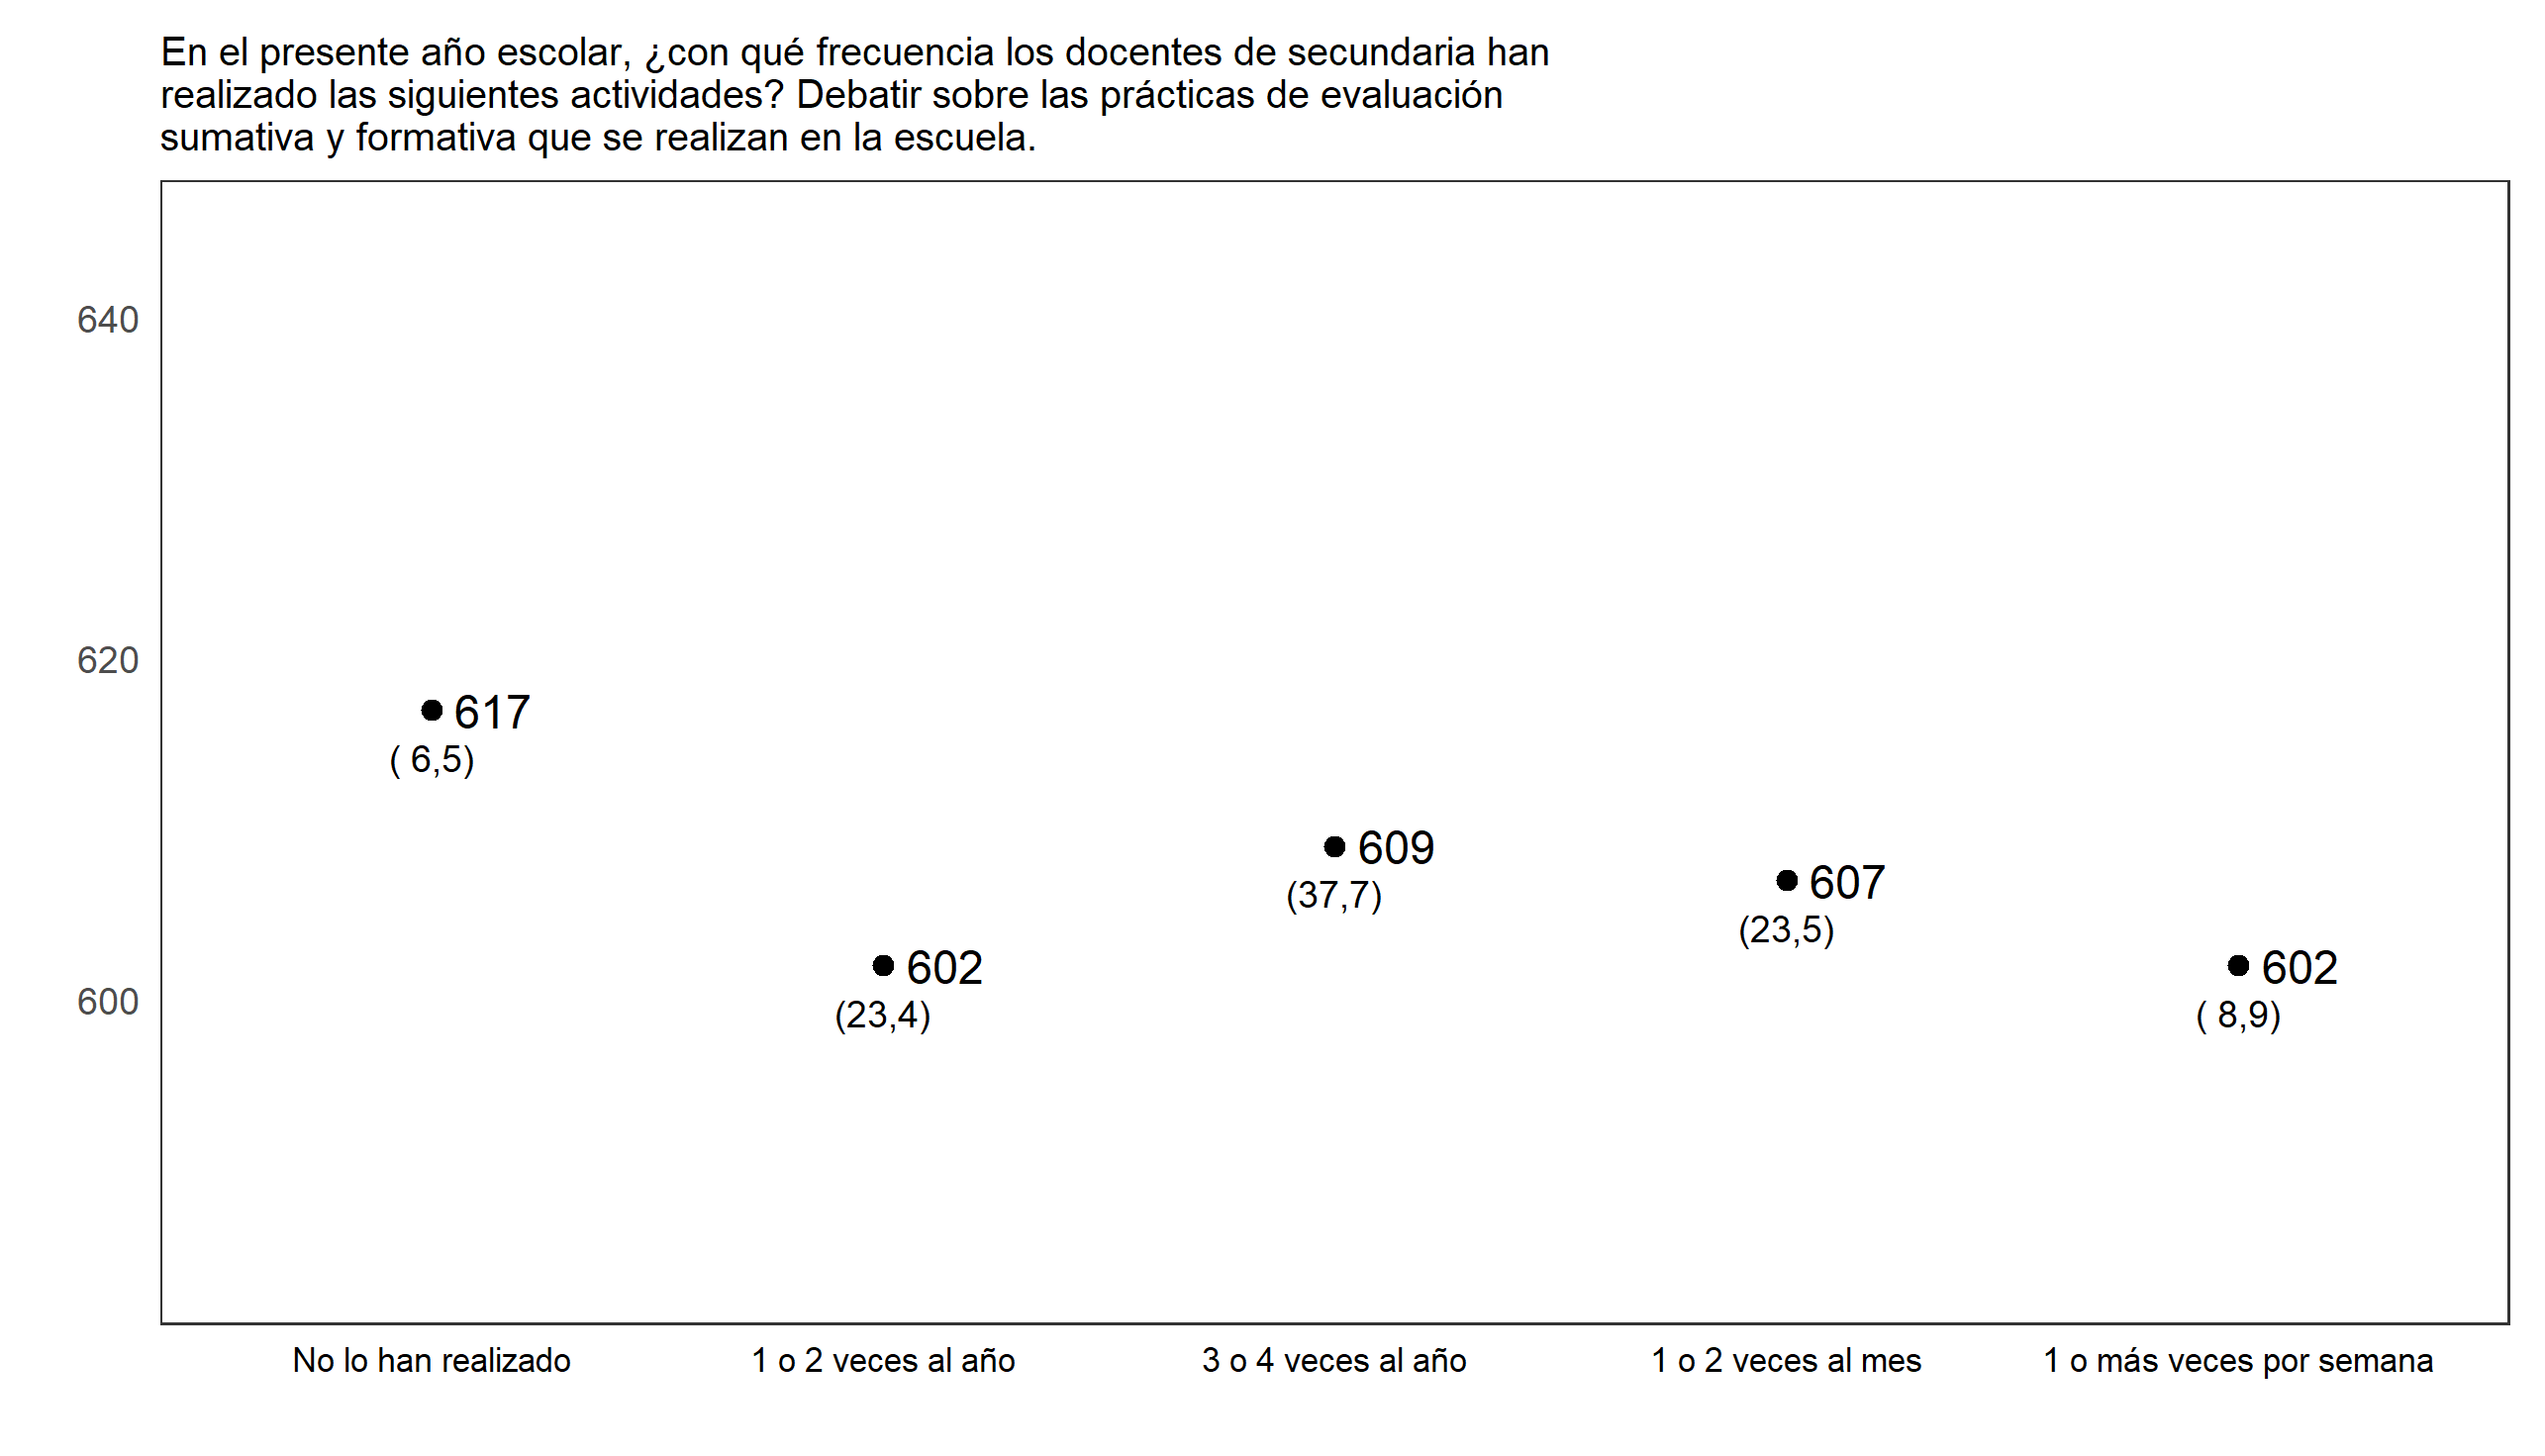 En el presente año escolar, ¿con qué frecuencia los docentes de secundaria han
realizado las siguientes actividades? Debatir sobre las prácticas de evaluación
sumativa y formativa que se realizan en la escuela.
640
620
617
( 6,5)
609
(37,7)
607
(23,5)
602
(23,4)
602
( 8,9)
600
No lo han realizado
1 o 2 veces al año
3 o 4 veces al año
1 o 2 veces al mes
1 o más veces por semana